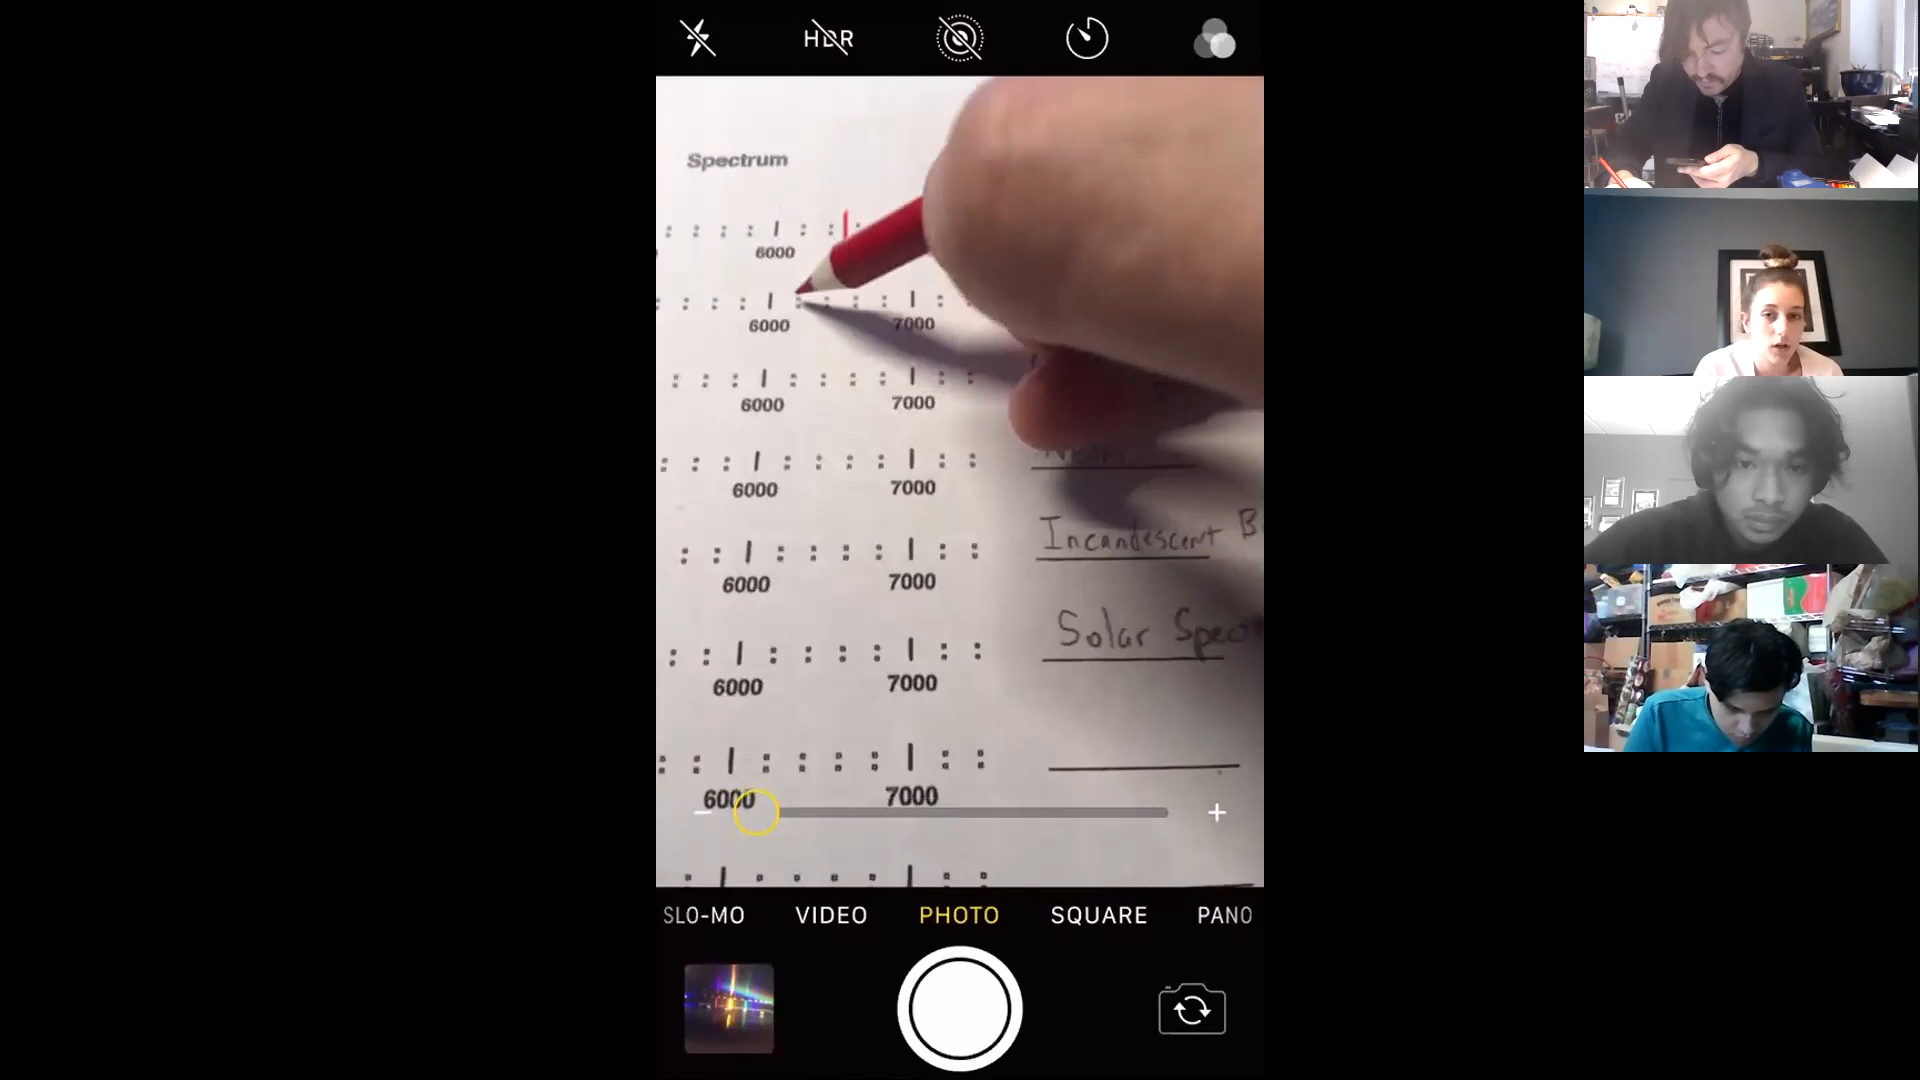 HDR
Spectrum
6000
6000 7000
6000 7000
6000 7000
Incandescent B
6000 7000
Solar Spec
6000 7000
6000 7000
SLO-MO VIDEO PHOTO SQUARE PANO